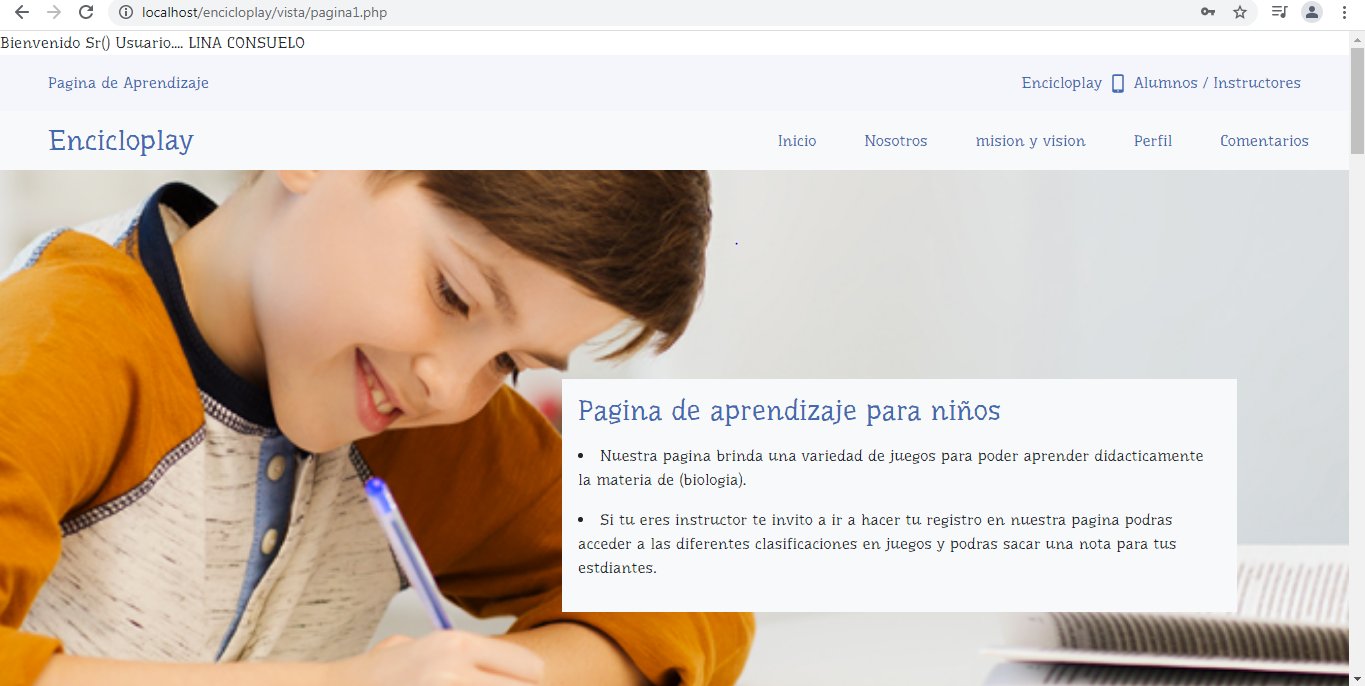 localhost/encicloplay/vista/pagina1.php
Bienvenido Sr() Usuario.... LINA CONSUELO
Pagina de Aprendizaje
Encicloplay Alumnos / Instructores
Encicloplay
Inicio Nosotros mision y vision Perfil Comentarios
Pagina de aprendizaje para niños
• Nuestra pagina brinda una variedad de juegos para poder aprender didacticamente
la materia de (biologia).
• Si tu eres instructor te invito a ir a hacer tu registro en nuestra pagina podras
acceder a las diferentes clasificaciones en juegos y podras sacar una nota para tus
estdiantes.